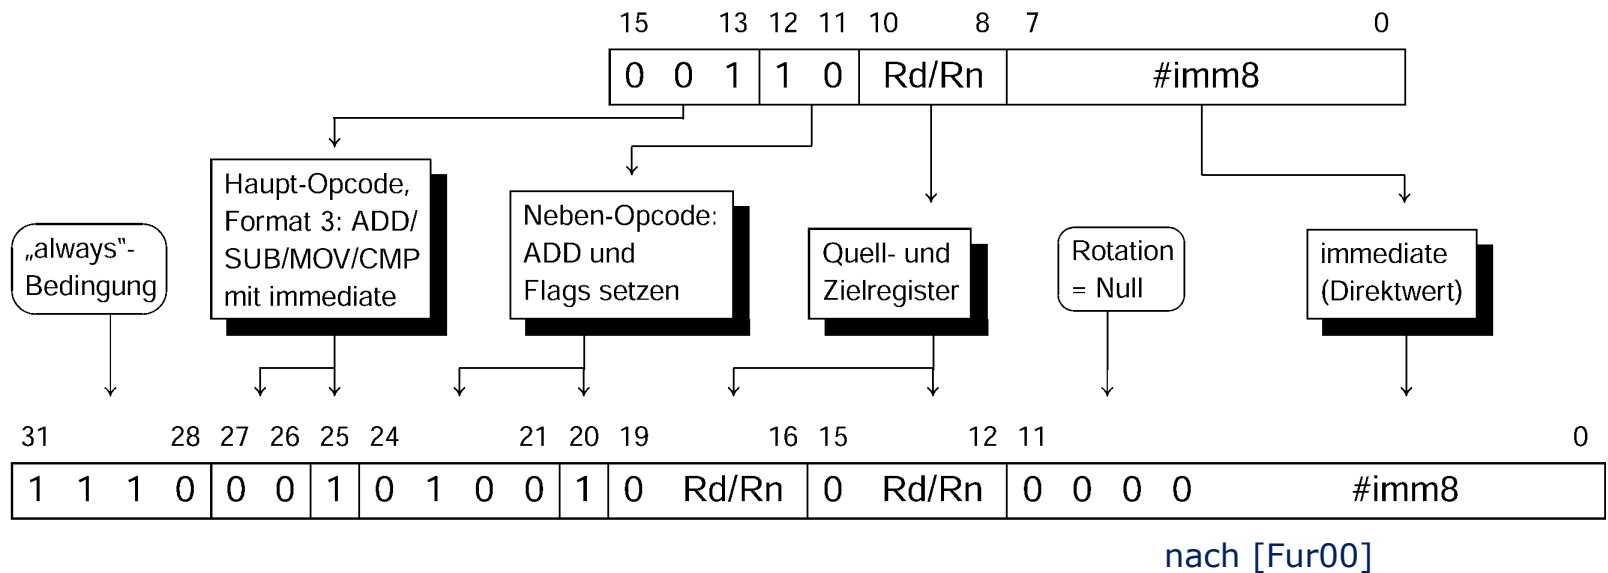 15 13 12 11 10 8 7 0
0 0 1 1 0 Rd/Rn #imm8
Haupt-Opcode,
Format 3: ADD/
SUB/MOV/CMP
mit immediate
Neben-Opcode:
ADD und
Flags setzen
„always"-
Bedingung
Quell- und
Zielregister
Rotation
= Null
immediate
(Direktwert)
31 28 27 26 25 24 21 20 19 16 15 12 11 0
1 1 1 0 0 0 1 0 1 0 0 1 0 Rd/Rn 0 Rd/Rn 0 0 0 0 #imm8
nach [Fur00]